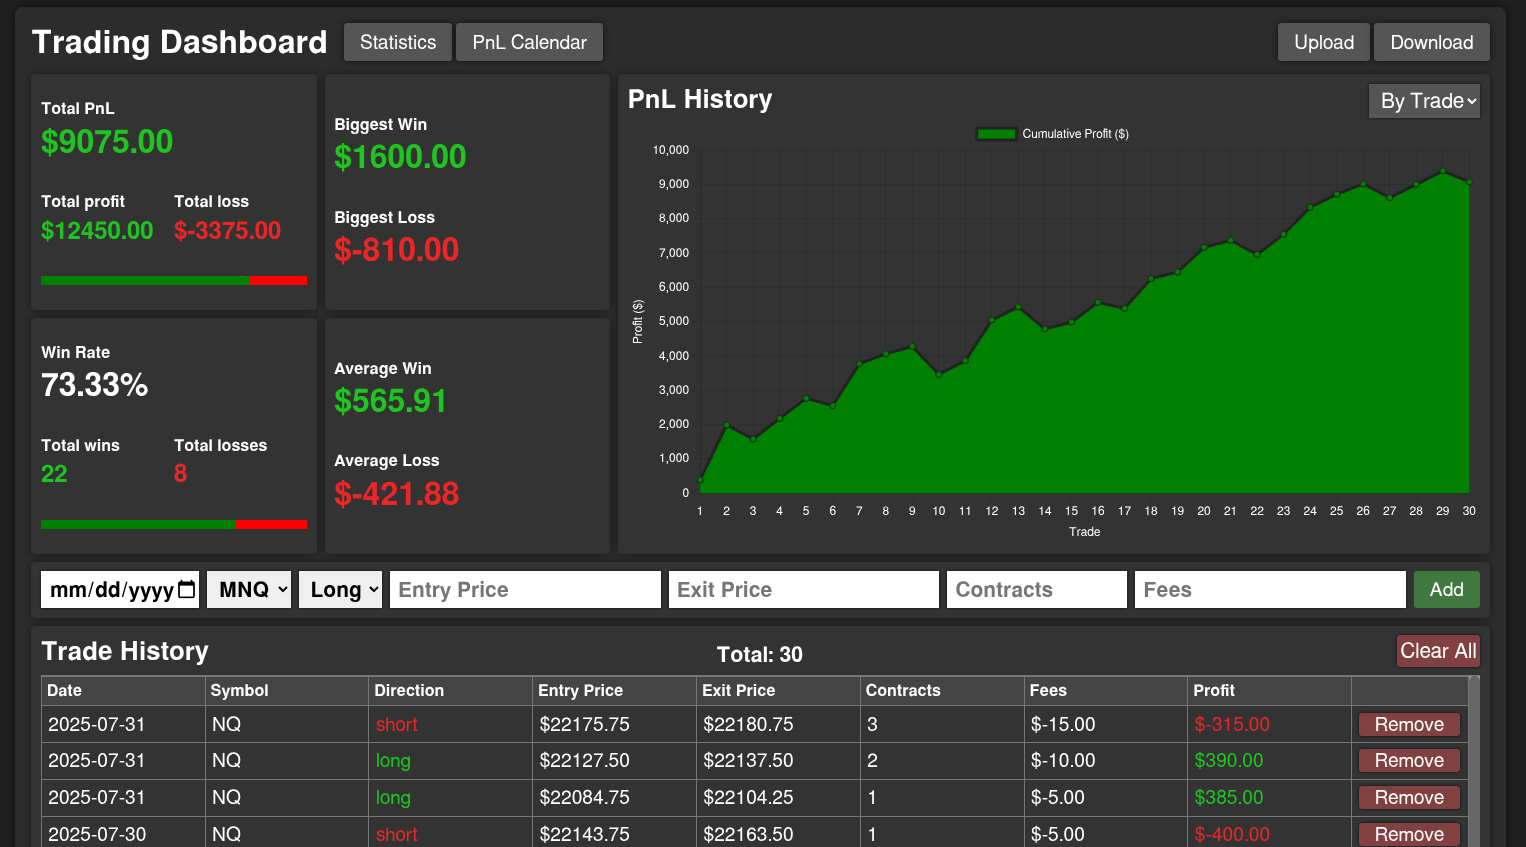 Trading Dashboard Statistics PnL Calendar Upload Download
Total PnL
$9075.00
Total profit Total loss
$12450.00 $-3375.00
Biggest Win
$1600.00
Biggest Loss
$-810.00
Win Rate
73.33%
Total wins Total losses
22 8
Average Win
$565.91
Average Loss
$-421.88
PnL History By Trade
Cumulative Profit ($)
10,000
9,000
8,000
7,000
6,000
5,000
4,000
3,000
2,000
1,000
0
Profit ($)
1 2 3 4 5 6 7 8 9 10 11 12 13 14 15 16 17 18 19 20 21 22 23 24 25 26 27 28 29 30
Trade
mm/dd/yyyy MNQ Long Entry Price Exit Price Contracts Fees Add
Trade History Total: 30 Clear All
Date Symbol Direction Entry Price Exit Price Contracts Fees Profit
2025-07-31 NQ short $22175.75 $22180.75 3 $-15.00 $-315.00 Remove
2025-07-31 NQ long $22127.50 $22137.50 2 $-10.00 $390.00 Remove
2025-07-31 NQ long $22084.75 $22104.25 1 $-5.00 $385.00 Remove
2025-07-30 NQ short $22143.75 $22163.50 1 $-5.00 $-400.00 Remove